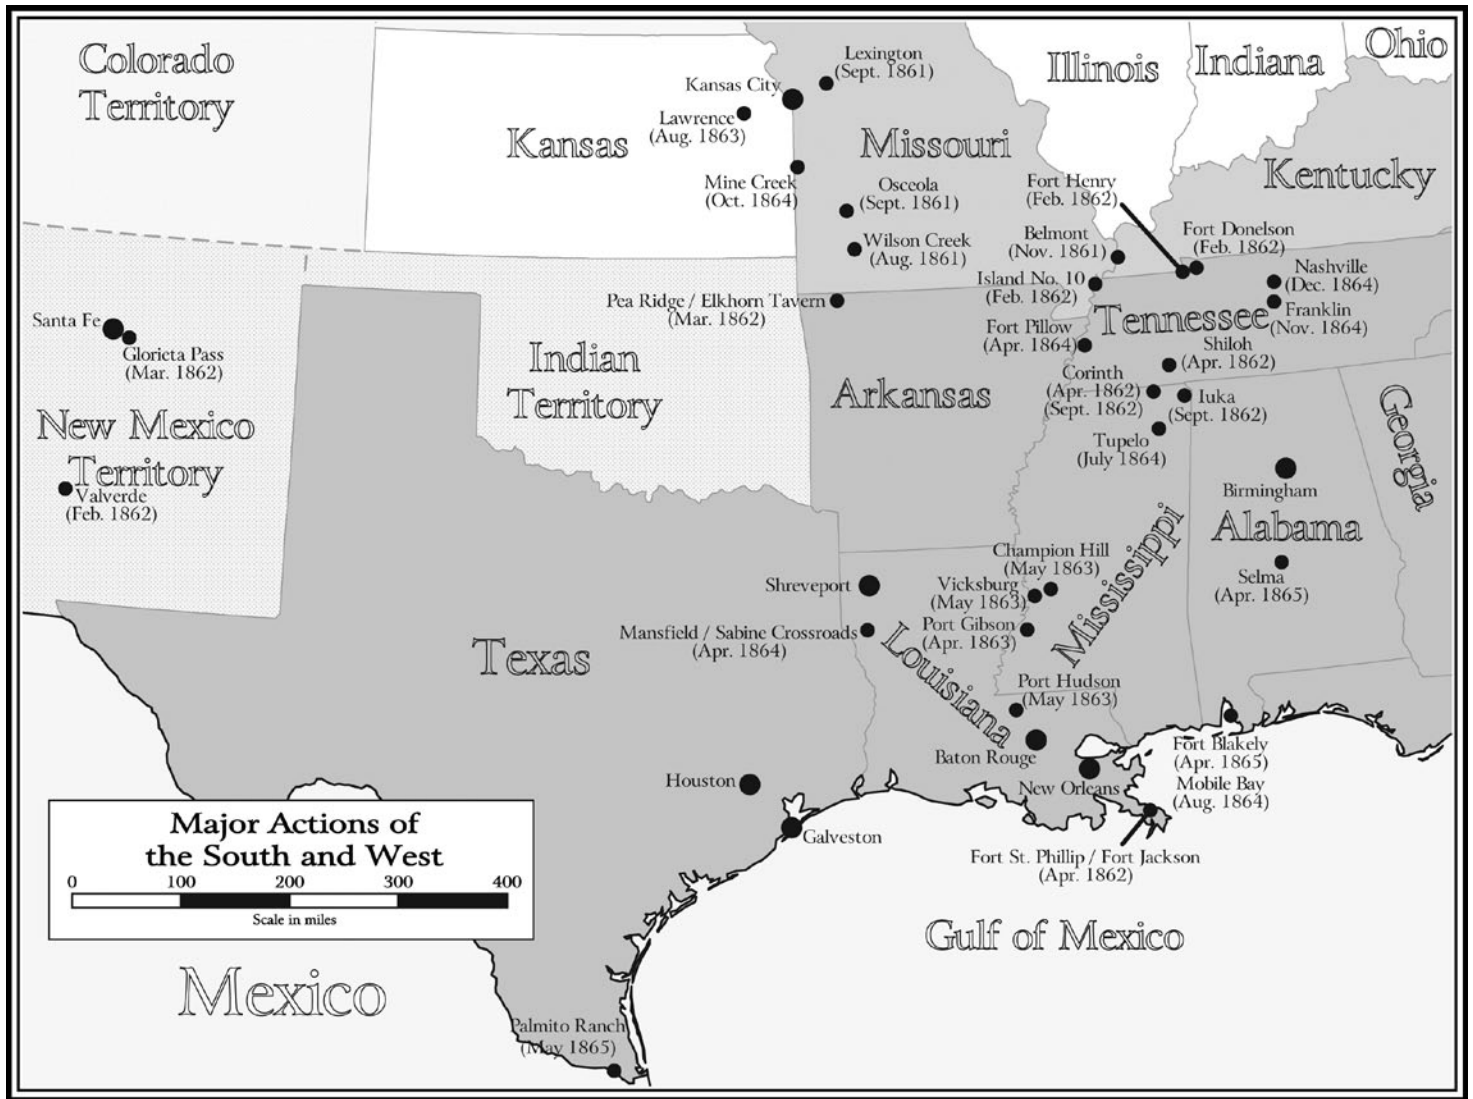 Colorado
Territory
Kansas
Kansas City
Lawrence
(Aug. 1863)
Mine Creek
(Oct. 1864)
Lexington
(Sept. 1861)
Missouri
Osceola
(Sept. 1861)
Wilson Creek
(Aug. 1861)
Illinois
Indiana
Ohio
Kentucky
Fort Henry
(Feb. 1862)
Fort Donelson
(Feb. 1862)
Belmont
(Nov. 1861)
Island No. 10
(Feb. 1862)
Nashville
(Dec. 1864)
Franklin
(Nov. 1864)
Tennessee
Fort Pillow
(Apr. 1864)
Shiloh
(Apr. 1862)
Corinth
(Apr. 1862)
(Sept. 1862)
Iuka
(Sept. 1862)
Tupelo
(July 1864)
Pea Ridge / Elkhorn Tavern
(Mar. 1862)
Santa Fe
Glorieta Pass
(Mar. 1862)
New Mexico
Territory
Valverde
(Feb. 1862)
Indian
Territory
Arkansas
Georgia
Birmingham
Alabama
Selma
(Apr. 1865)
Mississippi
Champion Hill
(May 1863)
Vicksburg
(May 1863)
Port Gibson
(Apr. 1863)
Shreveport
Mansfield / Sabine Crossroads
(Apr. 1864)
Texas
Louisiana
Port Hudson
(May 1863)
Baton Rouge
New Orleans
Fort Blakely
(Apr. 1865)
Mobile Bay
(Aug. 1864)
Fort St. Phillip / Fort Jackson
(Apr. 1862)
Houston
Galveston
Gulf of Mexico
Major Actions of
the South and West
0 100 200 300 400
Scale in miles
Mexico
Palmito Ranch
(May 1865)